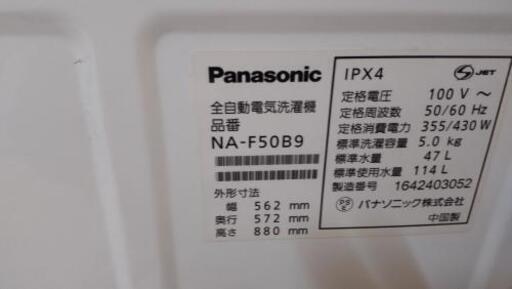 Panasonic
全自動電気洗濯機
品番
NA-F50B9
外形寸法
幅 562 mm
奥行 572 mm
高さ 880 mm
IPX4
S JET
定格電圧 100 V ～
定格周波数 50/60 Hz
定格消費電力 355/430 W
標準洗濯容量 5.0 kg
標準水量 47 L
標準使用水量 114 L
製造番号 1642403052
PSE パナソニック株式会社
中国製